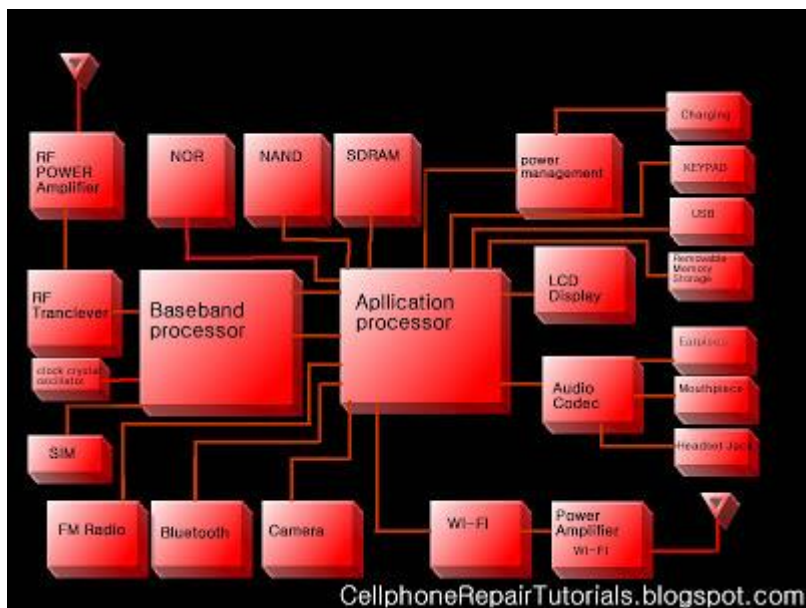 RF
POWER
Amplifier
NOR
NAND
SDRAM
power
management
Charging
KEYPAD
USB
Removable
Memory
Storage
RF
Tranciever
Baseband
processor
Apllication
processor
LCD
Display
clock crystal
oscillator
SIM
Audio
Codec
Earpiece
Mouthpiece
Headset Jack
FM Radio
Bluetooth
Camera
WI-FI
Power
Amplifier
WI-FI
CellphoneRepairTutorials.blogspot.com